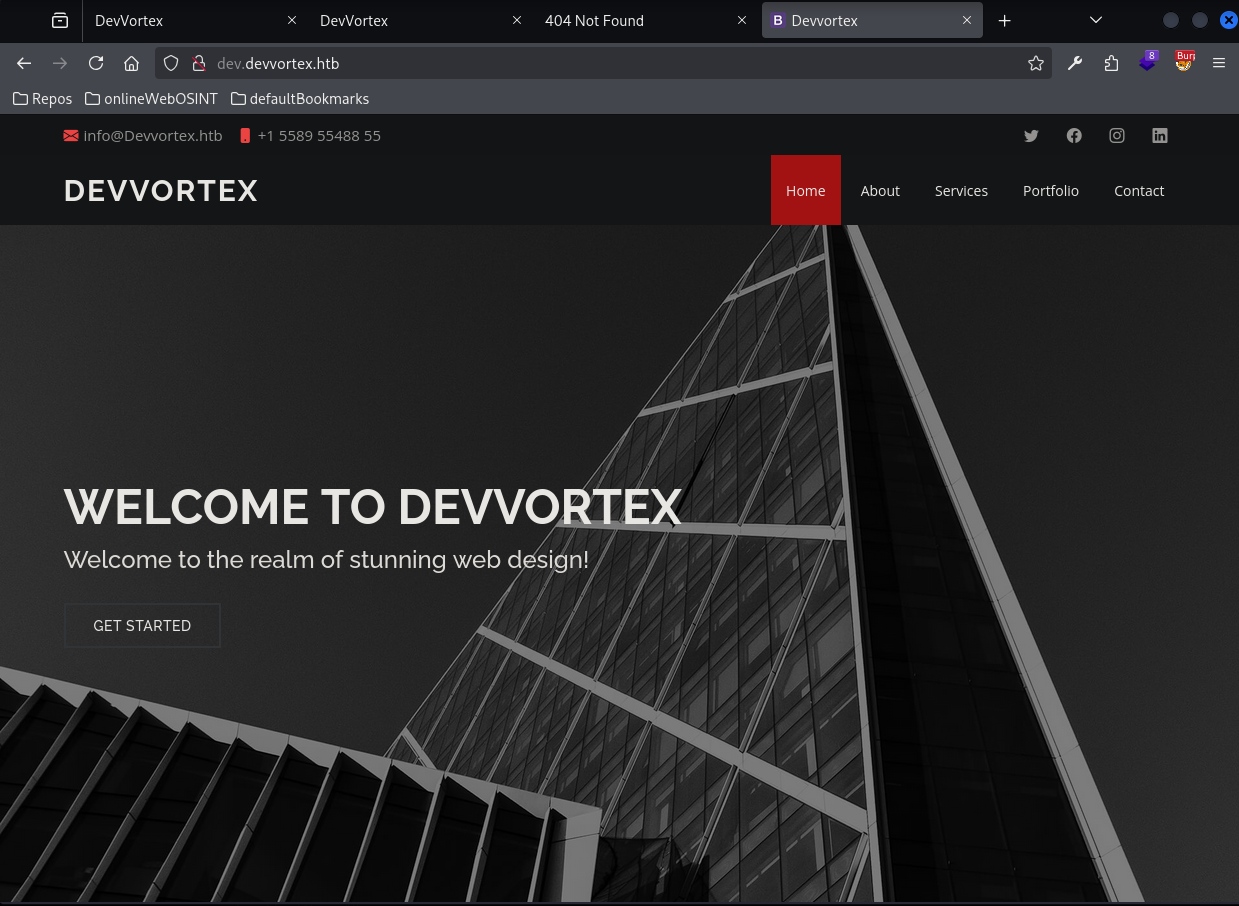 DevVortex
DevVortex
404 Not Found
B Devvortex
dev.devvortex.htb
8
Repos
onlineWebOSINT
defaultBookmarks
info@Devvortex.htb +1 5589 55488 55
DEVVORTEX
Home About Services Portfolio Contact
WELCOME TO DEVVORTEX
Welcome to the realm of stunning web design!
GET STARTED